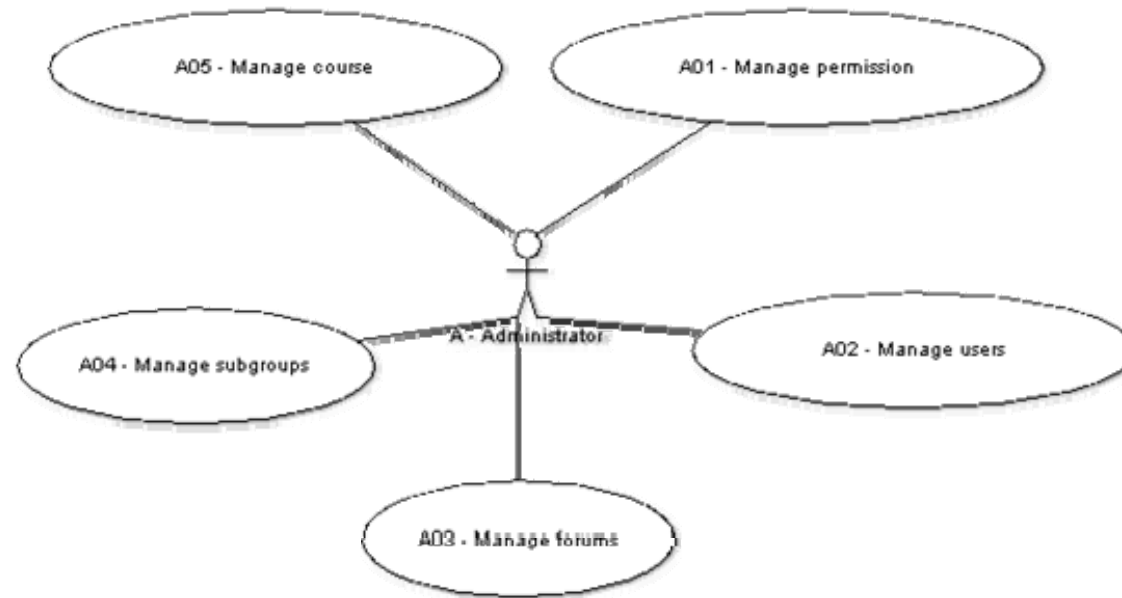 A05 - Manage course
A01 - Manage permission
A - Administrator
A04 - Manage subgroups
A02 - Manage users
A03 - Manage forums